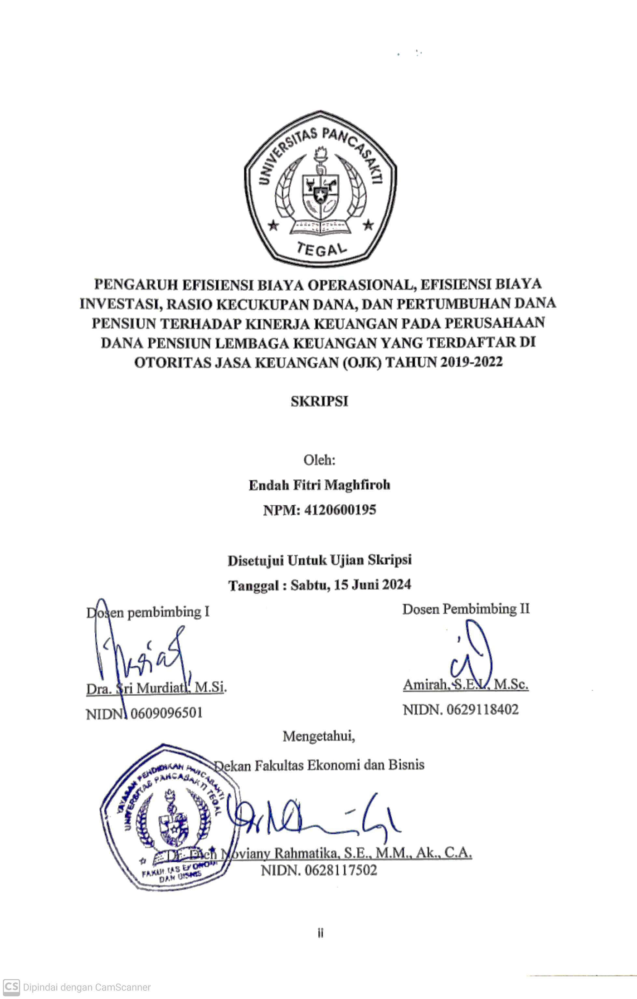 UNIVERSITAS PANCASAKTI
TEGAL
PENGARUH EFISIENSI BIAYA OPERASIONAL, EFISIENSI BIAYA
INVESTASI, RASIO KECUKUPAN DANA, DAN PERTUMBUHAN DANA
PENSIUN TERHADAP KINERJA KEUANGAN PADA PERUSAHAAN
DANA PENSIUN LEMBAGA KEUANGAN YANG TERDAFTAR DI
OTORITAS JASA KEUANGAN (OJK) TAHUN 2019-2022
SKRIPSI
Oleh:
Endah Fitri Maghfiroh
NPM: 4120600195
Disetujui Untuk Ujian Skripsi
Tanggal : Sabtu, 15 Juni 2024
Dosen pembimbing I
Dosen Pembimbing II
Dra. Sri Murdiati, M.Si.
Amirah, S.E.I., M.Sc.
NIDN. 0609096501
NIDN. 0629118402
Mengetahui,
Dekan Fakultas Ekonomi dan Bisnis
YAYASAN PENDIDIKAN PANCASAKTI
UNIVERSITAS PANCASAKTI TEGAL
Dr. Dien Noviany Rahmatika, S.E., M.M., Ak., C.A.
FAKULTAS EKONOMI
DAN BISNIS
NIDN. 0628117502
ii
CS Dipindai dengan CamScanner